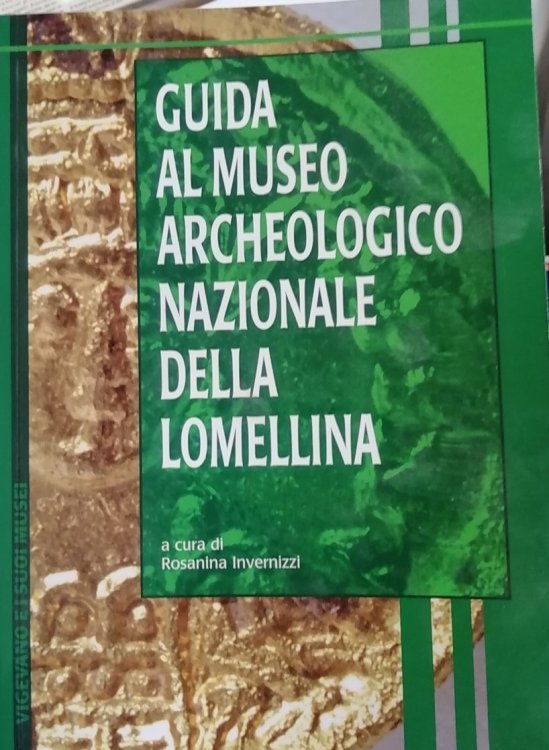 GUIDA
AL MUSEO
ARCHEOLOGICO
NAZIONALE
DELLA
LOMELLINA
a cura di
Rosanina Invernizzi
VIGEVANO E I SUOI MUSEI